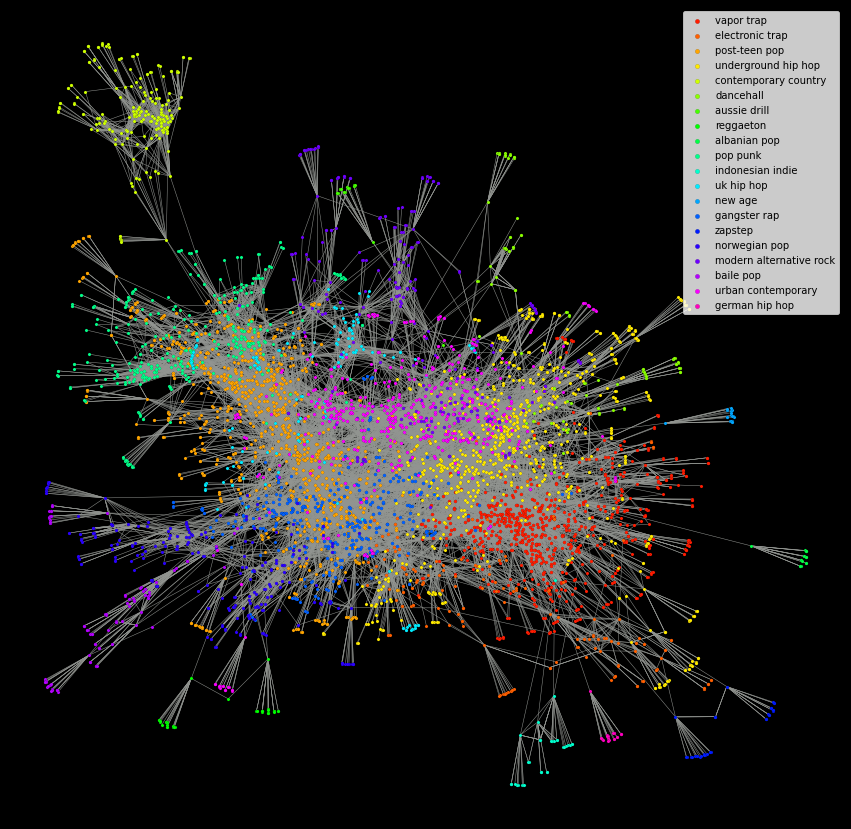 vapor trap
electronic trap
post-teen pop
underground hip hop
contemporary country
dancehall
aussie drill
reggaeton
albanian pop
pop punk
indonesian indie
uk hip hop
new age
gangster rap
zapstep
norwegian pop
modern alternative rock
baile pop
urban contemporary
german hip hop